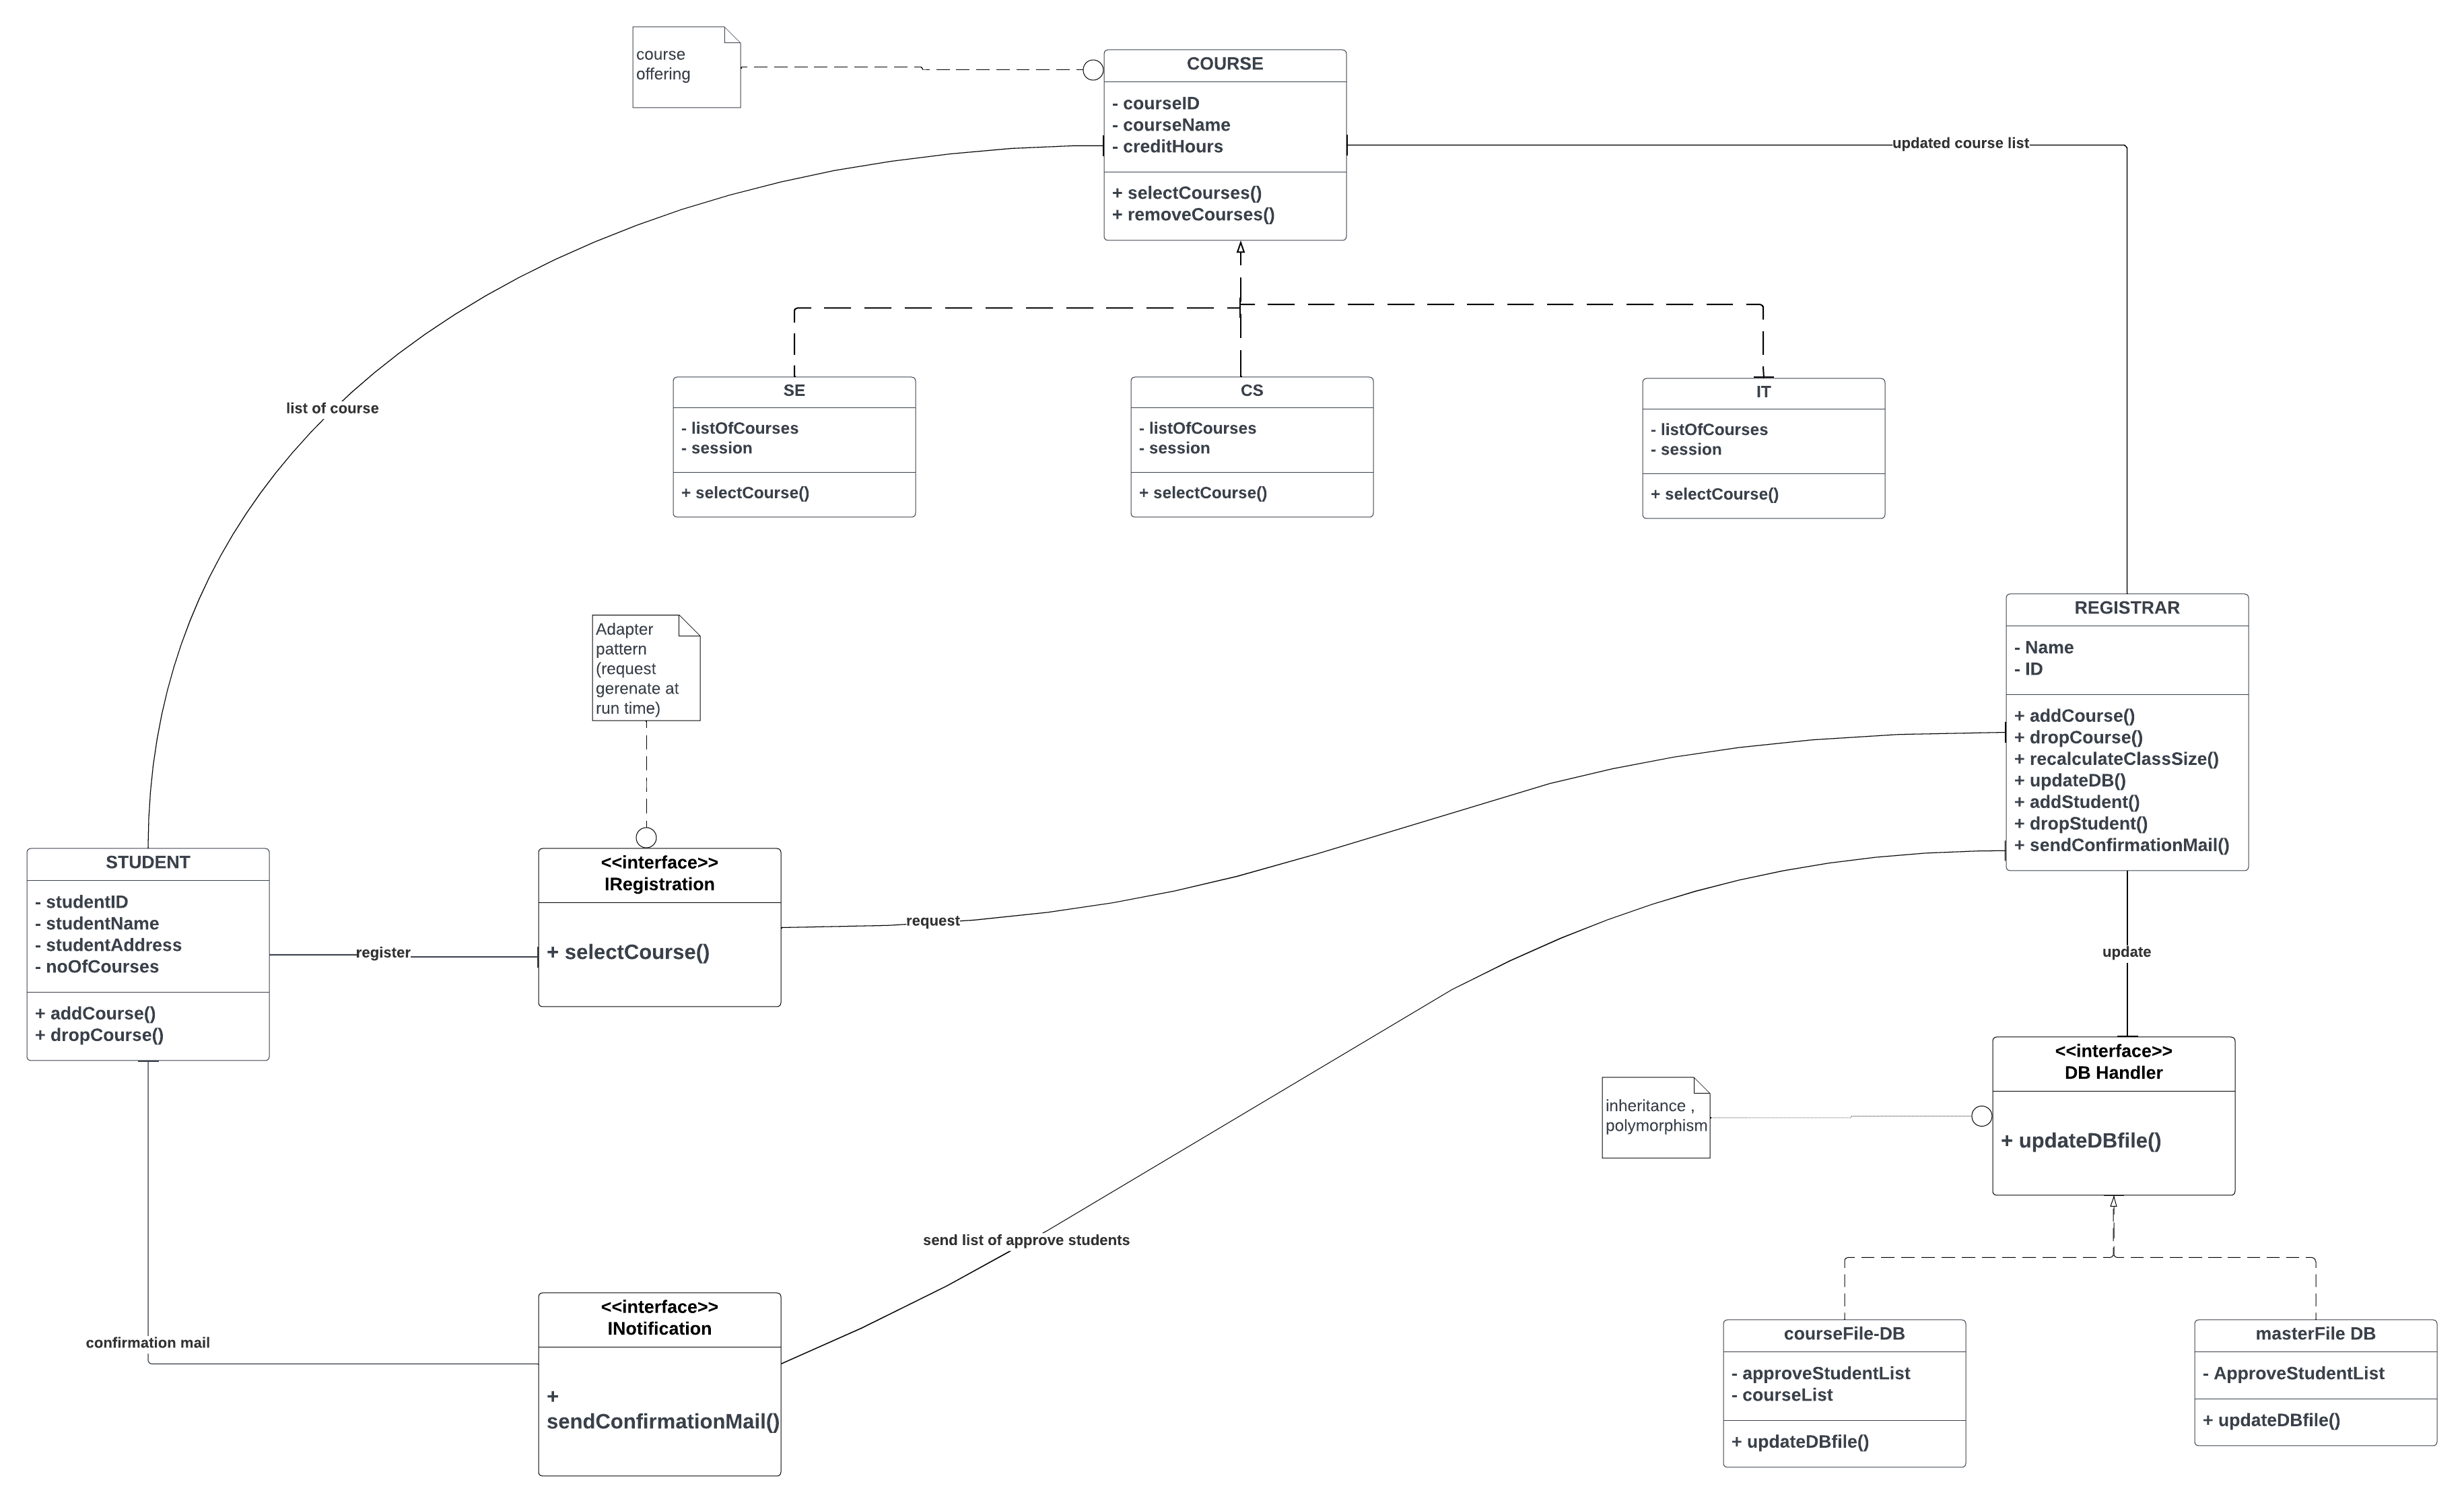 course
offering
COURSE
- courseID
- courseName
- creditHours
+ selectCourses()
+ removeCourses()
updated course list
list of course
SE
- listOfCourses
- session
+ selectCourse()
CS
- listOfCourses
- session
+ selectCourse()
IT
- listOfCourses
- session
+ selectCourse()
Adapter
pattern
(request
gerenate at
run time)
REGISTRAR
- Name
- ID
+ addCourse()
+ dropCourse()
+ recalculateClassSize()
+ updateDB()
+ addStudent()
+ dropStudent()
+ sendConfirmationMail()
STUDENT
- studentID
- studentName
- studentAddress
- noOfCourses
+ addCourse()
+ dropCourse()
register
<<interface>>
IRegistration
+ selectCourse()
request
update
<<interface>>
DB Handler
+ updateDBfile()
inheritance ,
polymorphism
send list of approve students
confirmation mail
<<interface>>
INotification
+
sendConfirmationMail()
courseFile-DB
- approveStudentList
- courseList
+ updateDBfile()
masterFile DB
- ApproveStudentList
+ updateDBfile()